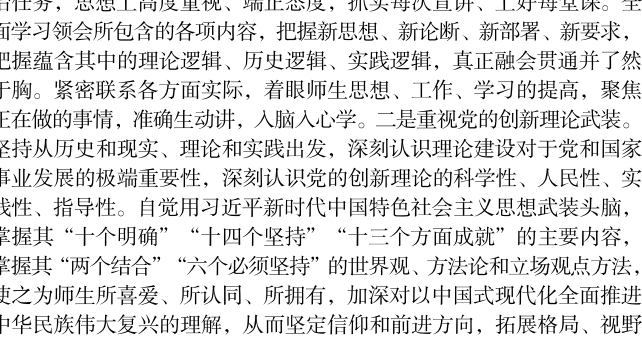 治任务，思想上高度重视、端正态度，抓实每次宣讲、上好每堂课。全
面学习领会所包含的各项内容，把握新思想、新论断、新部署、新要求，
把握蕴含其中的理论逻辑、历史逻辑、实践逻辑，真正融会贯通并了然
于胸。紧密联系各方面实际，着眼师生思想、工作、学习的提高，聚焦
正在做的事情，准确生动讲，入脑入心学。二是重视党的创新理论武装。
坚持从历史和现实、理论和实践出发，深刻认识理论建设对于党和国家
事业发展的极端重要性，深刻认识党的创新理论的科学性、人民性、实
践性、指导性。自觉用习近平新时代中国特色社会主义思想武装头脑，
掌握其“十个明确”“十四个坚持”“十三个方面成就”的主要内容，
掌握其“两个结合”“六个必须坚持”的世界观、方法论和立场观点方法，
使之为师生所喜爱、所认同、所拥有，加深对以中国式现代化全面推进
中华民族伟大复兴的理解，从而坚定信仰和前进方向，拓展格局、视野